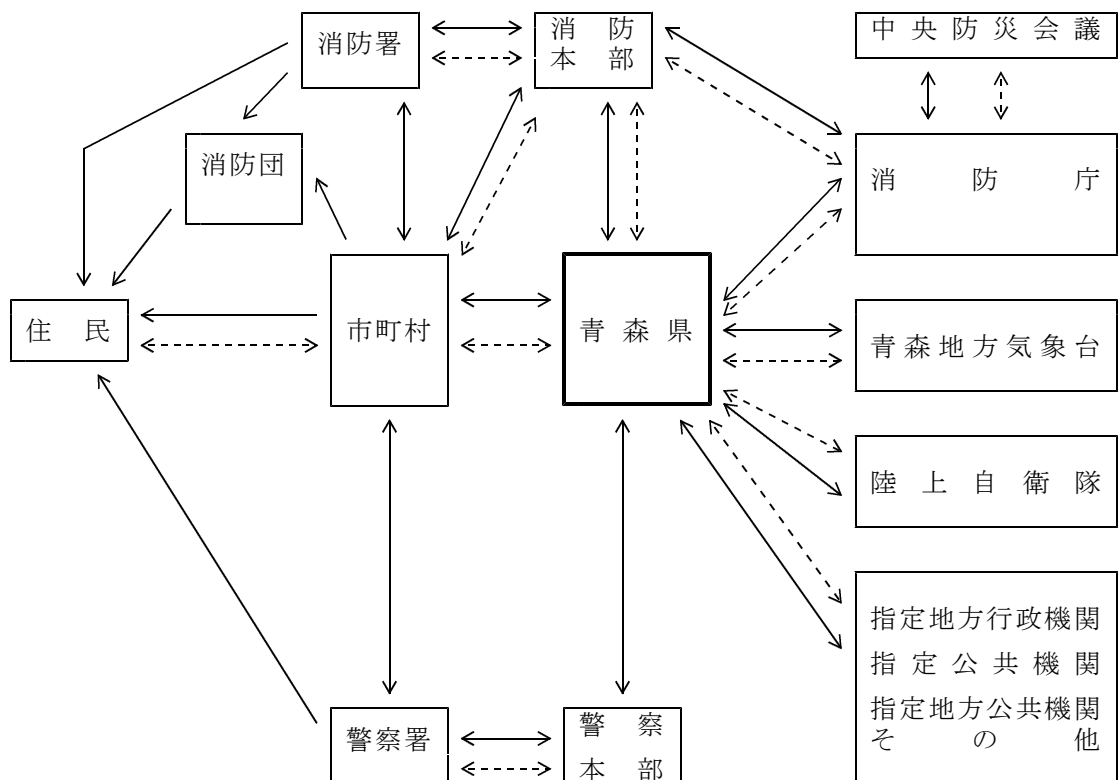 消防署
消防
本部
中央防災会議
消防団
消防庁
住民
市町村
青森県
青森地方気象台
陸上自衛隊
指定地方行政機関
指定公共機関
指定地方公共機関
その他
警察署
警察
本部